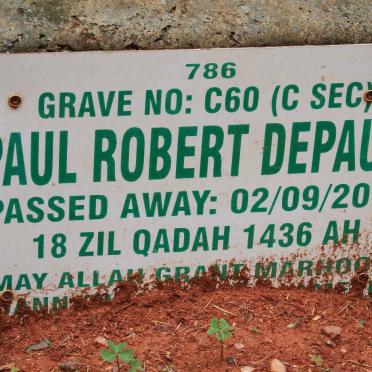 786
GRAVE NO: C60 (C SEC)
PAUL ROBERT DEPAU
PASSED AWAY: 02/09/20
18 ZIL QADAH 1436 AH
MAY ALLAH GRANT MARHOO